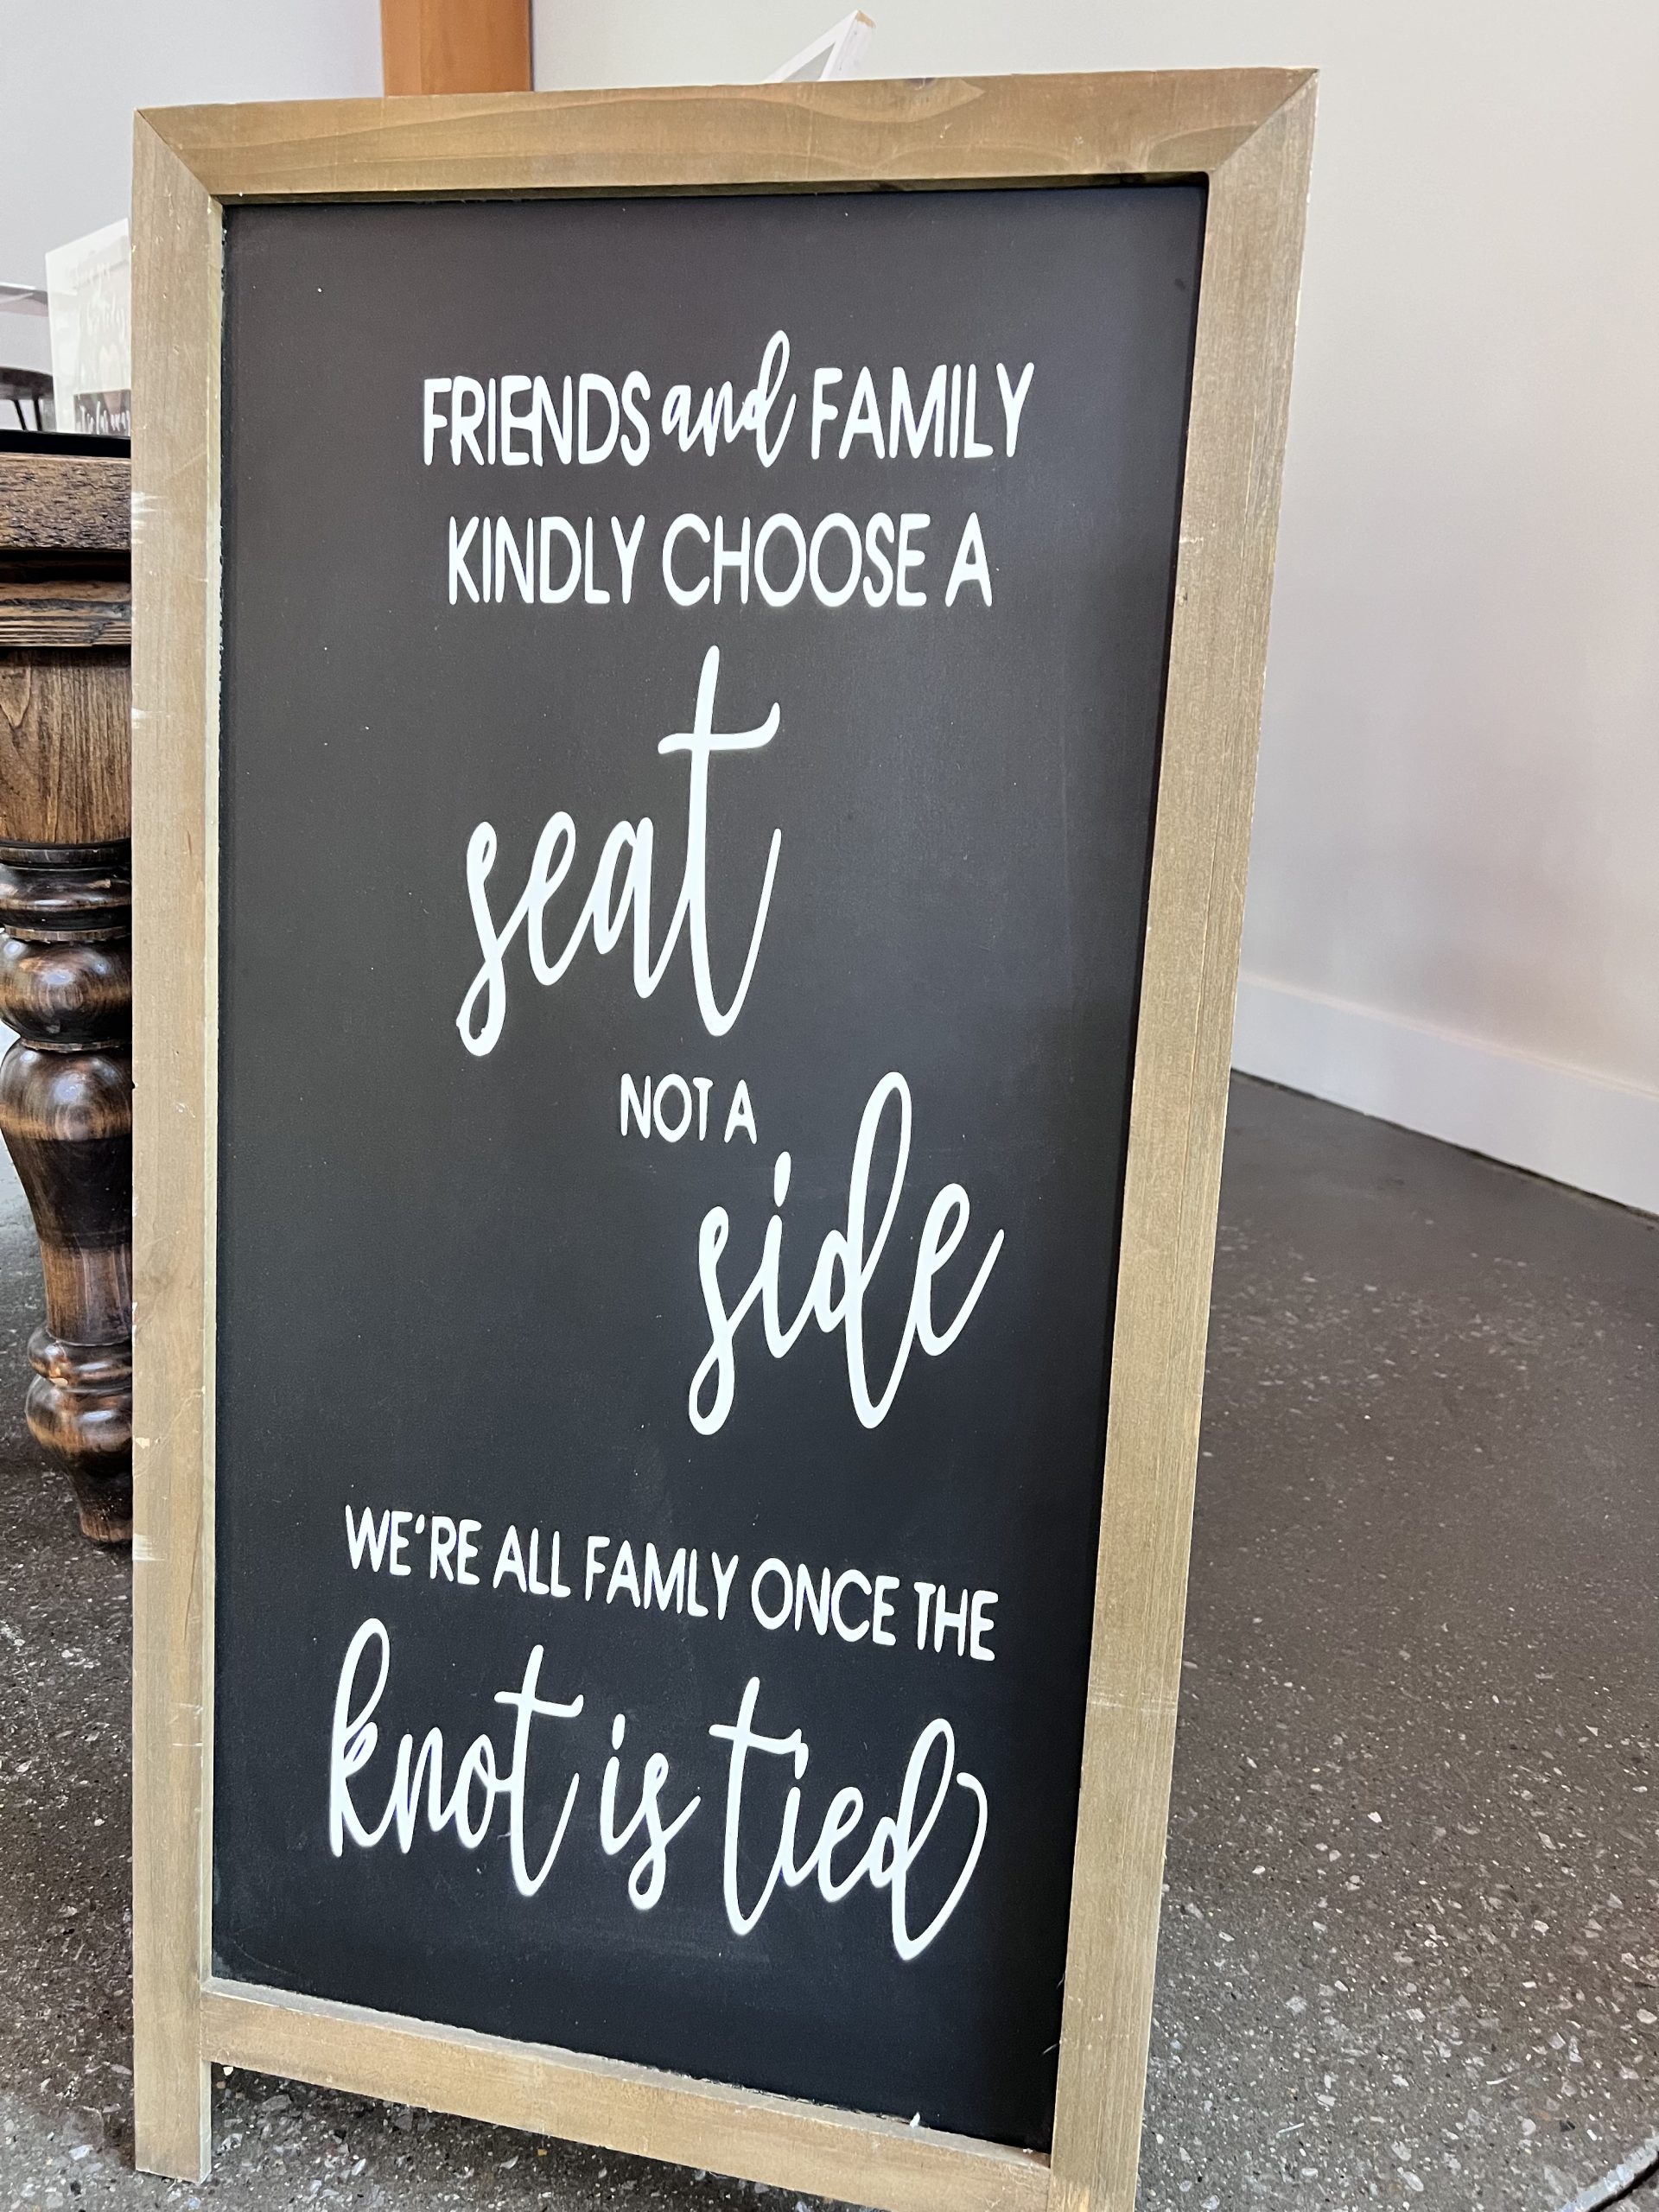 FRIENDS and FAMILY
KINDLY CHOOSE A
seat
NOT A
side
WE'RE ALL FAMLY ONCE THE
knot is tied